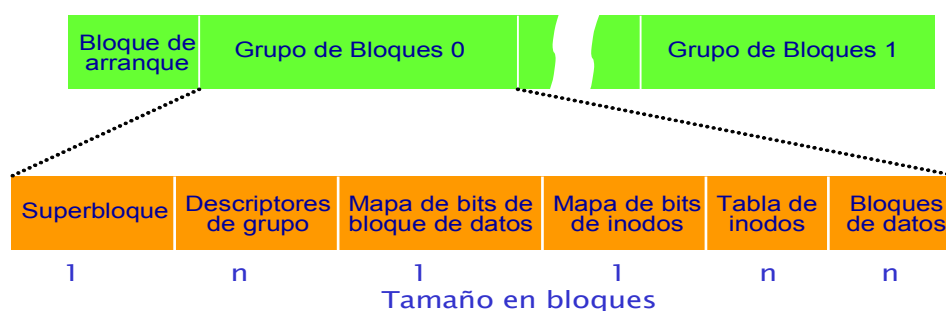 Bloque de
arranque
Grupo de Bloques 0
Grupo de Bloques 1
Superbloque
Descriptores
de grupo
Mapa de bits de
bloque de datos
Mapa de bits
de inodos
Tabla de
inodos
Bloques
de datos
1 n 1 1 n n
Tamaño en bloques